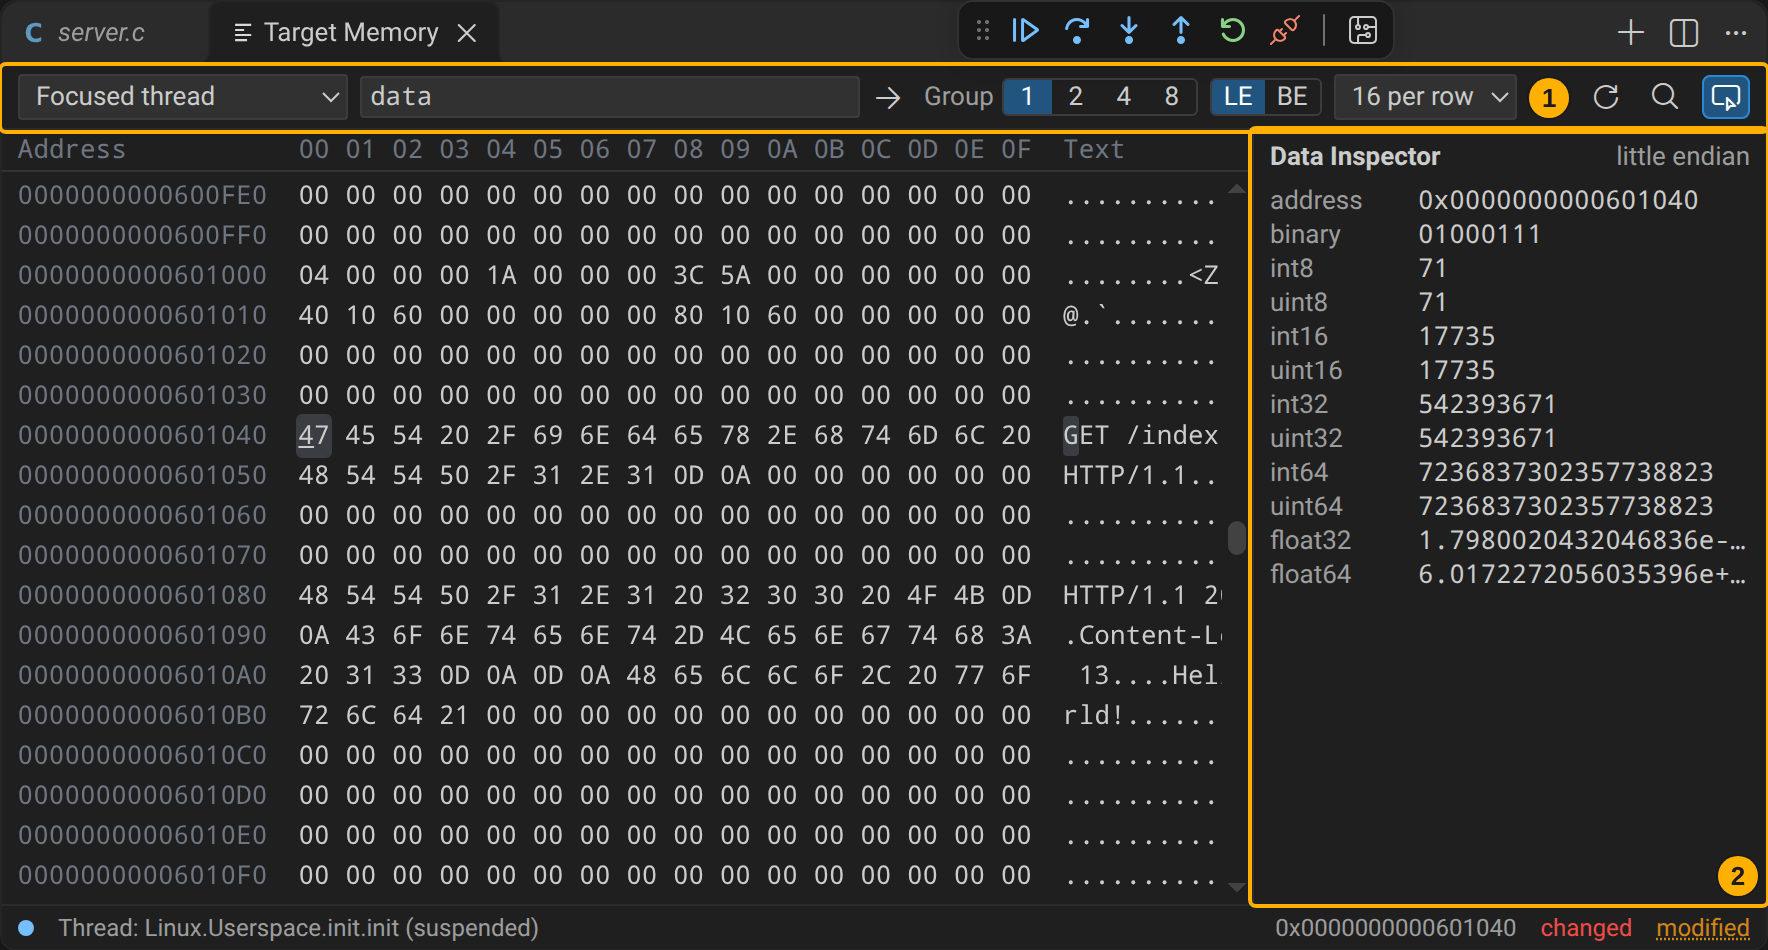 C server.c Target Memory
Focused thread data Group 1 2 4 8 LE BE 16 per row 1
Address 00 01 02 03 04 05 06 07 08 09 0A 0B 0C 0D 0E 0F Text
0000000000600FE0 00 00 00 00 00 00 00 00 00 00 00 00 00 00 00 00 ..........
0000000000600FF0 00 00 00 00 00 00 00 00 00 00 00 00 00 00 00 00 ..........
0000000000601000 04 00 00 00 1A 00 00 00 3C 5A 00 00 00 00 00 00 ........<Z
0000000000601010 40 10 60 00 00 00 00 00 80 10 60 00 00 00 00 00 @.`.......
0000000000601020 00 00 00 00 00 00 00 00 00 00 00 00 00 00 00 00 ..........
0000000000601030 00 00 00 00 00 00 00 00 00 00 00 00 00 00 00 00 ..........
0000000000601040 47 45 54 20 2F 69 6E 64 65 78 2E 68 74 6D 6C 20 GET /index
0000000000601050 48 54 54 50 2F 31 2E 31 0D 0A 00 00 00 00 00 00 HTTP/1.1..
0000000000601060 00 00 00 00 00 00 00 00 00 00 00 00 00 00 00 00 ..........
0000000000601070 00 00 00 00 00 00 00 00 00 00 00 00 00 00 00 00 ..........
0000000000601080 48 54 54 50 2F 31 2E 31 20 32 30 30 20 4F 4B 0D HTTP/1.1 20
0000000000601090 0A 43 6F 6E 74 65 6E 74 2D 4C 65 6E 67 74 68 3A .Content-Le
00000000006010A0 20 31 33 0D 0A 0D 0A 48 65 6C 6C 6F 2C 20 77 6F 13....Hel
00000000006010B0 72 6C 64 21 00 00 00 00 00 00 00 00 00 00 00 00 rld!......
00000000006010C0 00 00 00 00 00 00 00 00 00 00 00 00 00 00 00 00 ..........
00000000006010D0 00 00 00 00 00 00 00 00 00 00 00 00 00 00 00 00 ..........
00000000006010E0 00 00 00 00 00 00 00 00 00 00 00 00 00 00 00 00 ..........
00000000006010F0 00 00 00 00 00 00 00 00 00 00 00 00 00 00 00 00 ..........
Data Inspector little endian
address 0x0000000000601040
binary 01000111
int8 71
uint8 71
int16 17735
uint16 17735
int32 542393671
uint32 542393671
int64 7236837302357738823
uint64 7236837302357738823
float32 1.7980020432046836e-…
float64 6.0172272056035396e+…
2
Thread: Linux.Userspace.init.init (suspended) 0x0000000000601040 changed modified